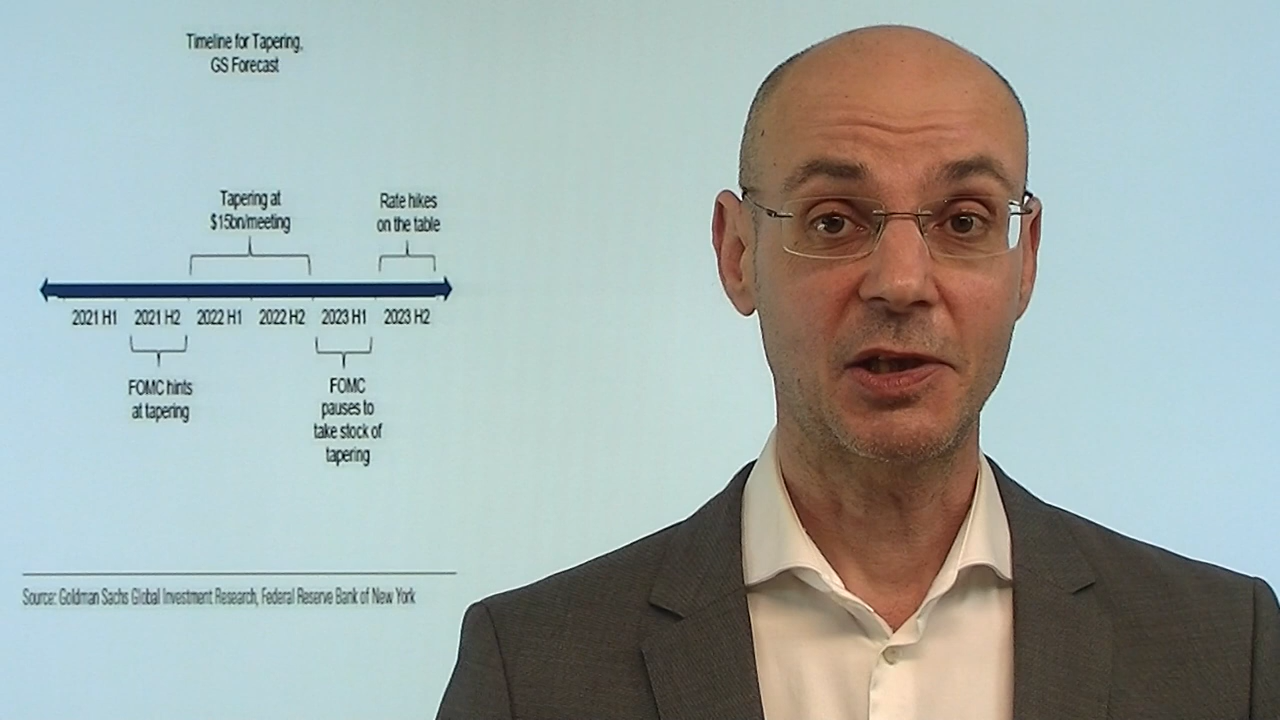 Timeline for Tapering,
GS Forecast
Tapering at
$15bn/meeting
Rate hikes
on the table
2021 H1 2021 H2 2022 H1 2022 H2 2023 H1 2023 H2
FOMC hints
at tapering
FOMC
pauses to
take stock of
tapering
Source: Goldman Sachs Global Investment Research, Federal Reserve Bank of New York